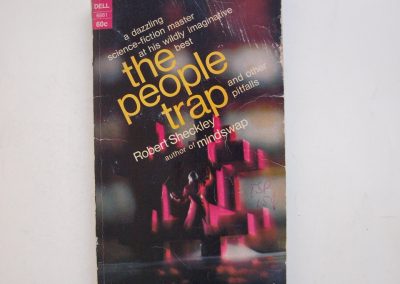 DELL
6881
60c
a dazzling
science-fiction master
at his wildly imaginative
best
the
people
trap
and other
pitfalls
Robert Sheckley
author of mindswap